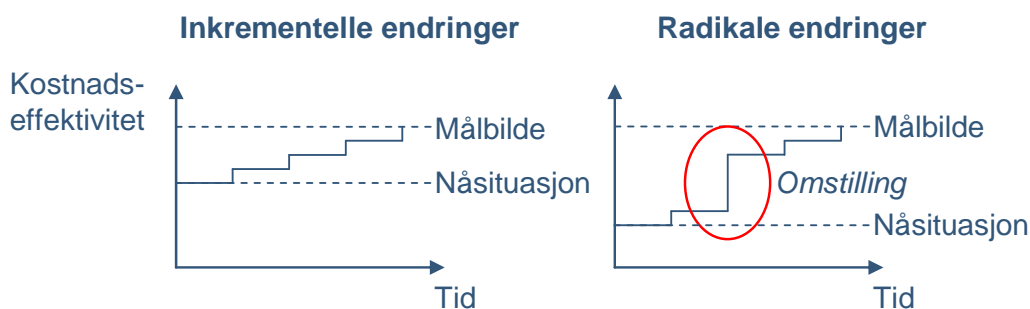 Inkrementelle endringer
Radikale endringer
Kostnads-
effektivitet
Målbilde
Nåsituasjon
Tid
Målbilde
Omstilling
Nåsituasjon
Tid